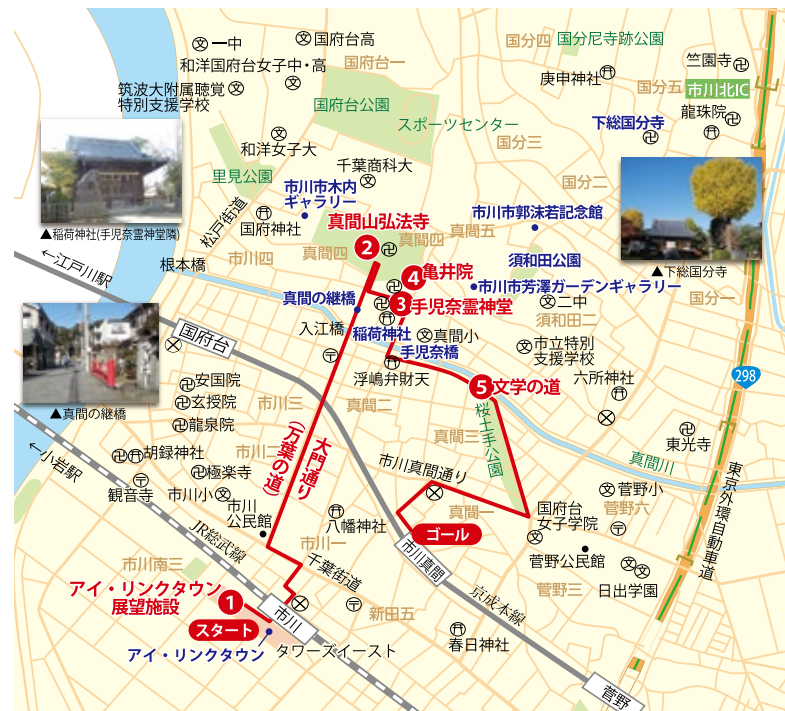 一中
国府台高
国分四
国分尼寺跡公園
竺園寺
和洋国府台女子中・高
国府台一
庚申神社
国分五
市川北IC
筑波大附属聴覚
特別支援学校
国府台公園
龍珠院
スポーツセンター
下総国分寺
和洋女子大
国分三
千葉商科大
里見公園
国分二
市川市木内
ギャラリー
松戸街道
国府神社
真間山弘法寺
市川市郭沫若記念館
▲稲荷神社(手児奈霊神堂隣)
2
真間四
真間四
真間五
須和田公園
▲下総国分寺
←江戸川駅
根本橋
市川四
4
亀井院
市川市芳澤ガーデンギャラリー
国分一
真間の継橋
3
手児奈霊神堂
二中
298
国府台
入江橋
稲荷神社
真間小
須和田二
手児奈橋
市立特別
支援学校
浮嶋弁財天
六所神社
▲真間の継橋
安国院
玄授院
龍泉院
市川三
真間二
5
文学の道
桜土手公園
真間三
東光寺
真間川
←小岩駅
胡録神社
市川二
大門通り
(万葉の道)
極楽寺
市川真間通り
観音寺
市川小
市川
公民館
八幡神社
真間一
国府台
女子学院
菅野小
菅野六
東京外環自動車道
JR総武線
市川一
ゴール
市川真間
菅野公民館
市川南三
千葉街道
日出学園
アイ・リンクタウン
展望施設
1
スタート
市川
新田五
京成本線
菅野三
アイ・リンクタウン
タワーズイースト
春日神社
菅野